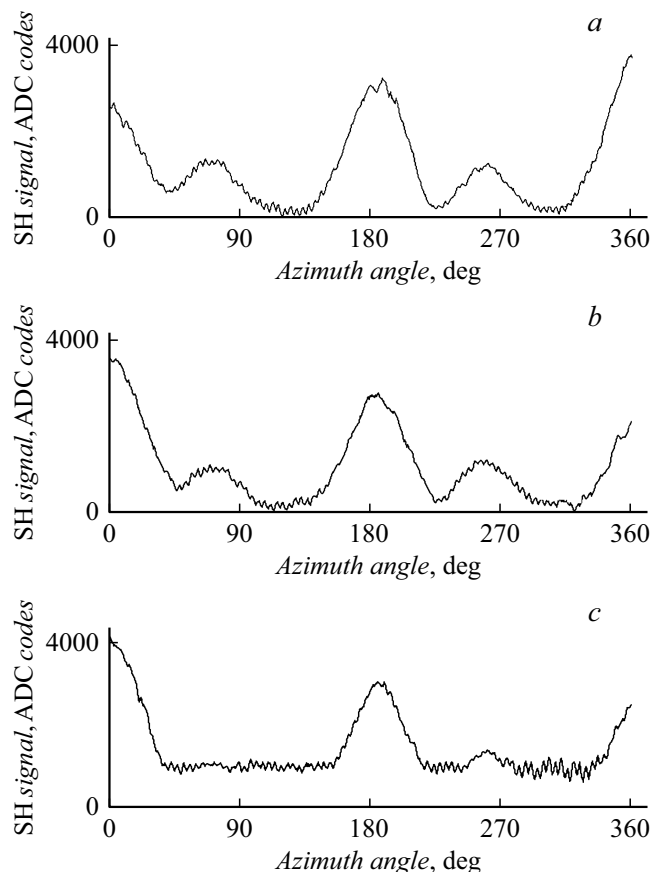 a
4000
SH signal, ADC codes
0
0 90 180 270 360
Azimuth angle, deg
b
4000
SH signal, ADC codes
0
0 90 180 270 360
Azimuth angle, deg
c
4000
SH signal, ADC codes
0
0 90 180 270 360
Azimuth angle, deg